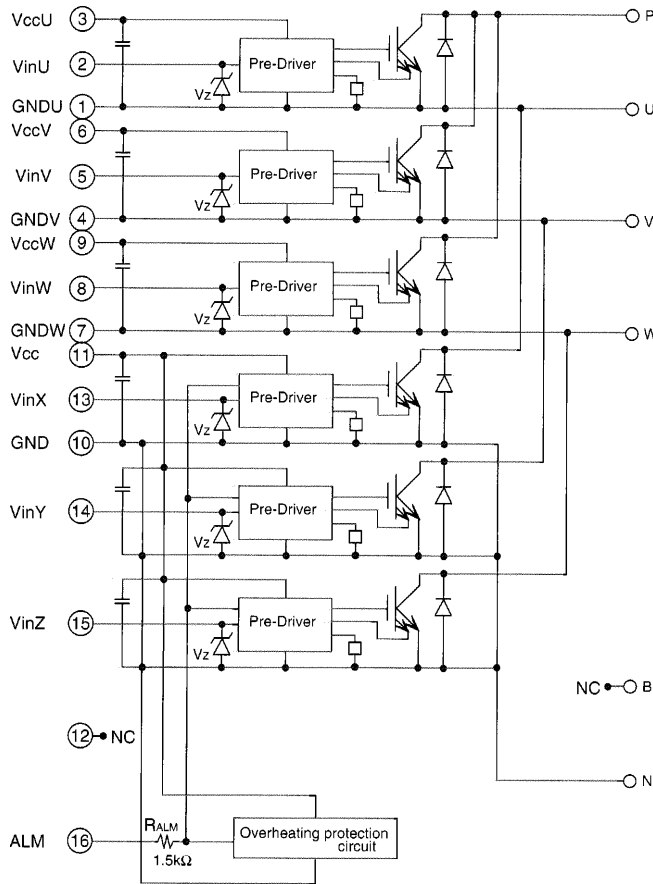 VccU 3 P
VinU 2 Pre-Driver
Vz
GNDU 1 U
VccV 6
VinV 5 Pre-Driver
Vz
GNDV 4 V
VccW 9
VinW 8 Pre-Driver
Vz
GNDW 7 W
Vcc 11
VinX 13 Pre-Driver
Vz
GND 10
VinY 14 Pre-Driver
Vz
VinZ 15 Pre-Driver
Vz
NC B
12 NC
N
ALM 16 RALM 1.5kΩ
Overheating protection
circuit